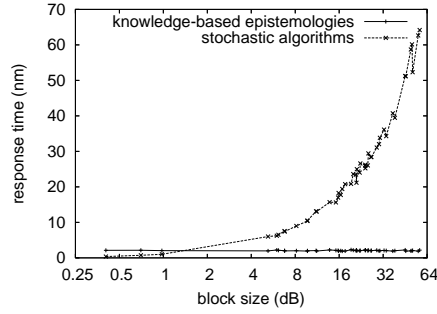 knowledge-based epistemologies
stochastic algorithms
response time (nm)
70
60
50
40
30
20
10
0
0.25 0.5 1 2 4 8 16 32 64
block size (dB)